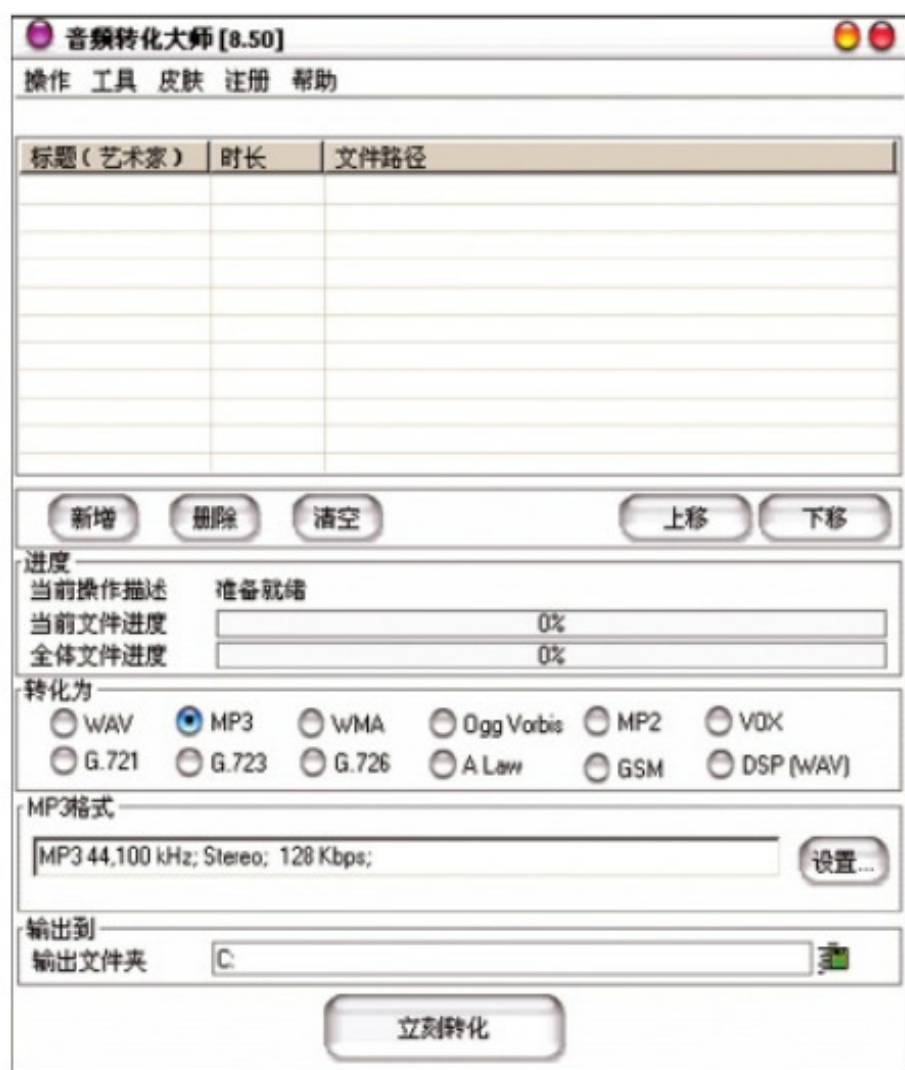 音频转化大师 [8.50]
操作 工具 皮肤 注册 帮助
标题(艺术家) 时长 文件路径
新增 删除 清空 上移 下移
进度
当前操作描述 准备就绪
当前文件进度 0%
全体文件进度 0%
转化为
WAV MP3 WMA Ogg Vorbis MP2 VOX
G.721 G.723 G.726 A Law GSM DSP (WAV)
MP3格式
MP3 44,100 kHz; Stereo; 128 Kbps;
设置...
输出到
输出文件夹 C:
立刻转化